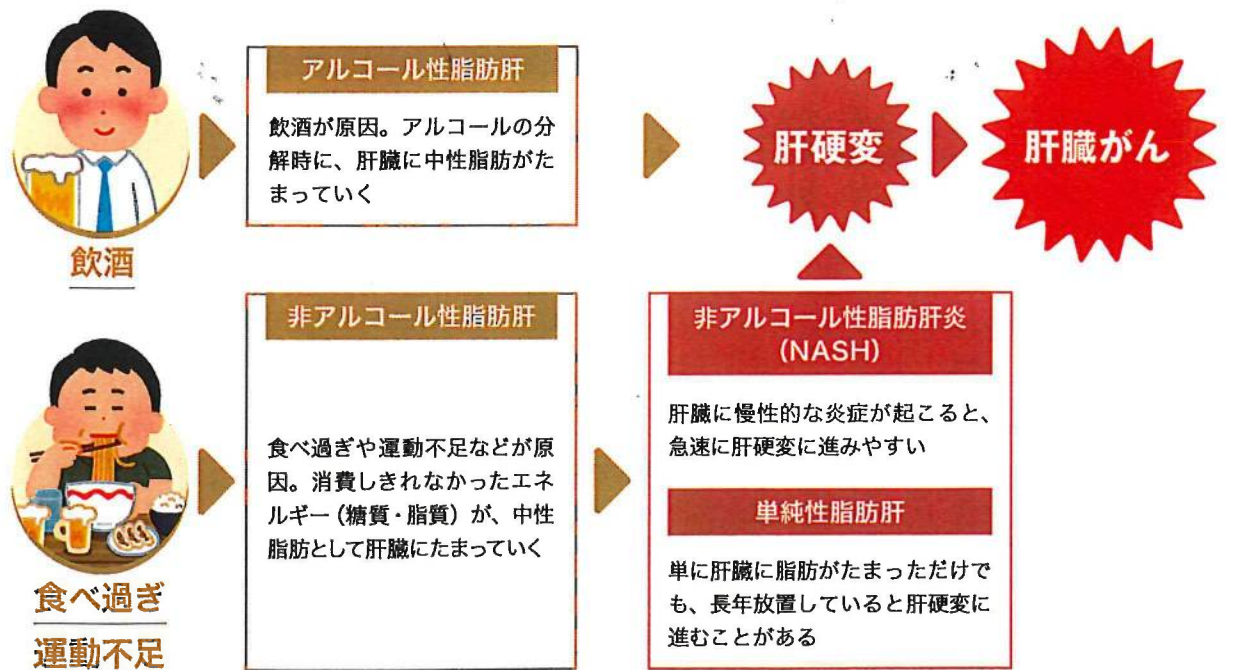 飲酒
アルコール性脂肪肝
飲酒が原因。アルコールの分
解時に、肝臓に中性脂肪がた
まっていく
肝硬変
肝臓がん
食べ過ぎ
運動不足
非アルコール性脂肪肝
食べ過ぎや運動不足などが原
因。消費しきれなかったエネ
ルギー（糖質・脂質）が、中性
脂肪として肝臓にたまっていく
非アルコール性脂肪肝炎
（NASH）
肝臓に慢性的な炎症が起こると、
急速に肝硬変に進みやすい
単純性脂肪肝
単に肝臓に脂肪がたまっただけで
も、長年放置していると肝硬変に
進むことがある